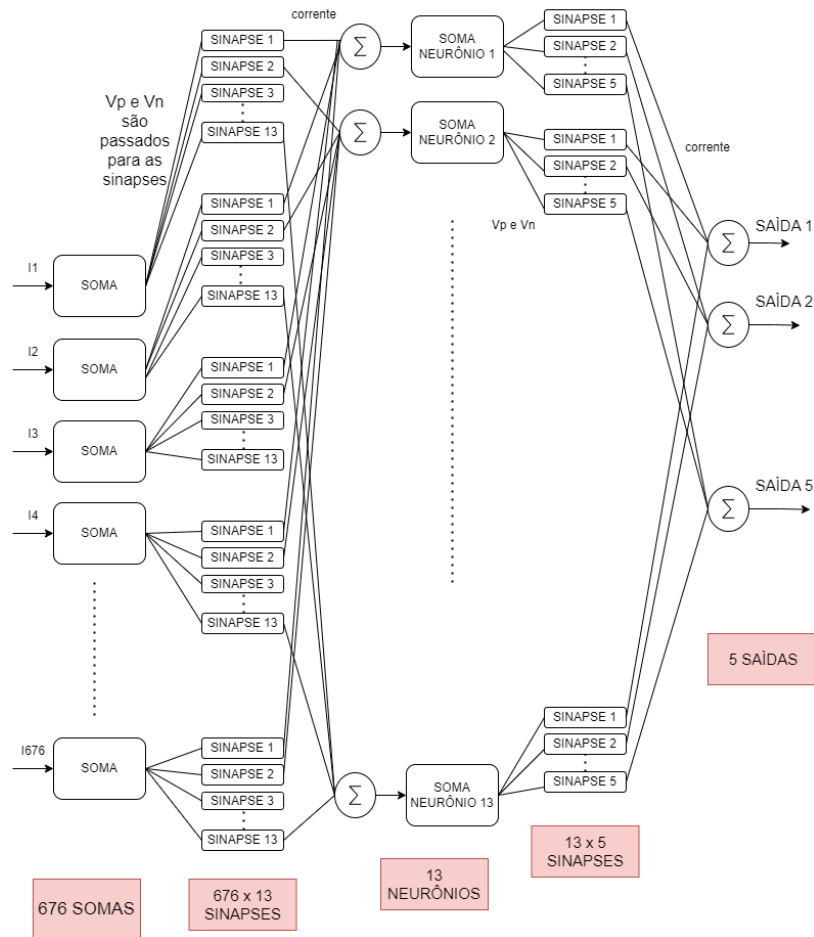 corrente
SINAPSE 1
SINAPSE 2
SINAPSE 3
SINAPSE 13
Vp e Vn
são
passados
para as
sinapses
SINAPSE 1
SINAPSE 2
SINAPSE 3
SINAPSE 13
I1
SOMA
I2
SOMA
SINAPSE 1
SINAPSE 2
SINAPSE 3
SINAPSE 13
I3
SOMA
I4
SOMA
SINAPSE 1
SINAPSE 2
SINAPSE 3
SINAPSE 13
I676
SOMA
SINAPSE 1
SINAPSE 2
SINAPSE 3
SINAPSE 13
676 SOMAS
676 x 13
SINAPSES
Σ
SOMA
NEURÔNIO 1
Σ
SOMA
NEURÔNIO 2
Σ
SOMA
NEURÔNIO 13
13
NEURÔNIOS
SINAPSE 1
SINAPSE 2
SINAPSE 5
SINAPSE 1
SINAPSE 2
SINAPSE 5
Vp e Vn
corrente
SINAPSE 1
SINAPSE 2
SINAPSE 5
13 x 5
SINAPSES
Σ
SAÌDA 1
Σ
SAÌDA 2
Σ
SAÌDA 5
5 SAÌDAS